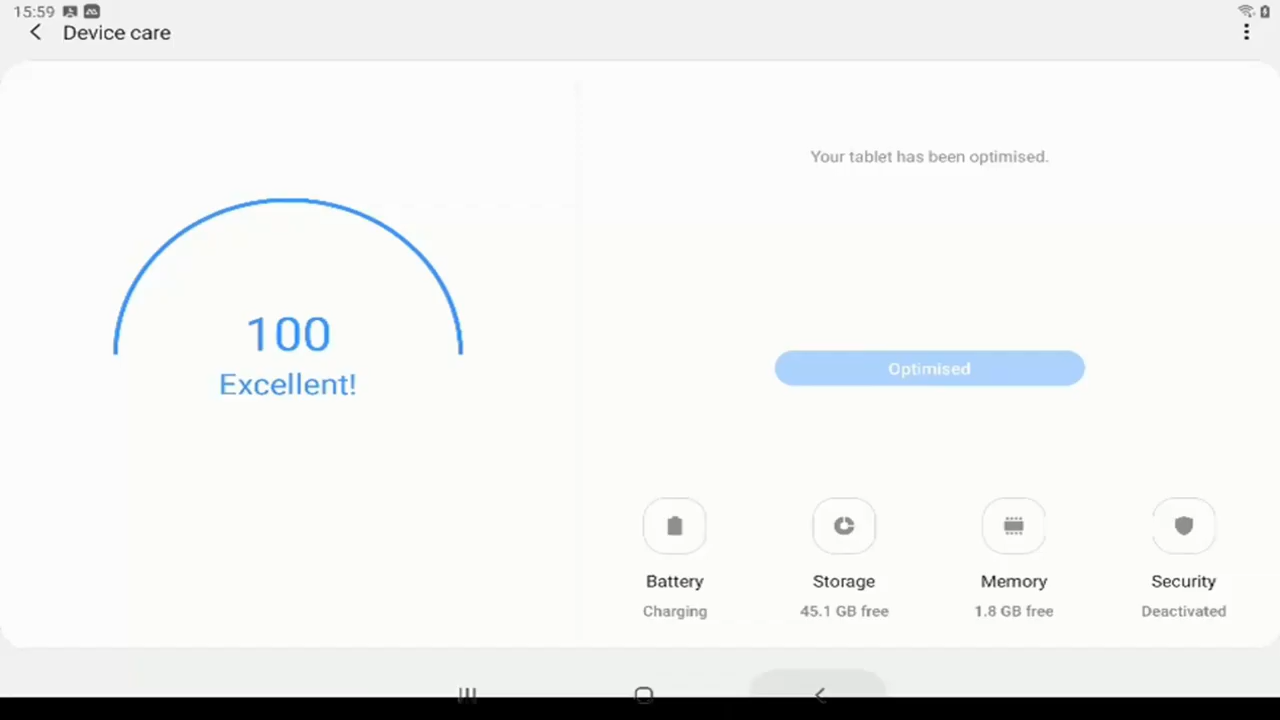 15:59
Device care
100
Excellent!
Your tablet has been optimised.
Optimised
Battery
Charging
Storage
45.1 GB free
Memory
1.8 GB free
Security
Deactivated